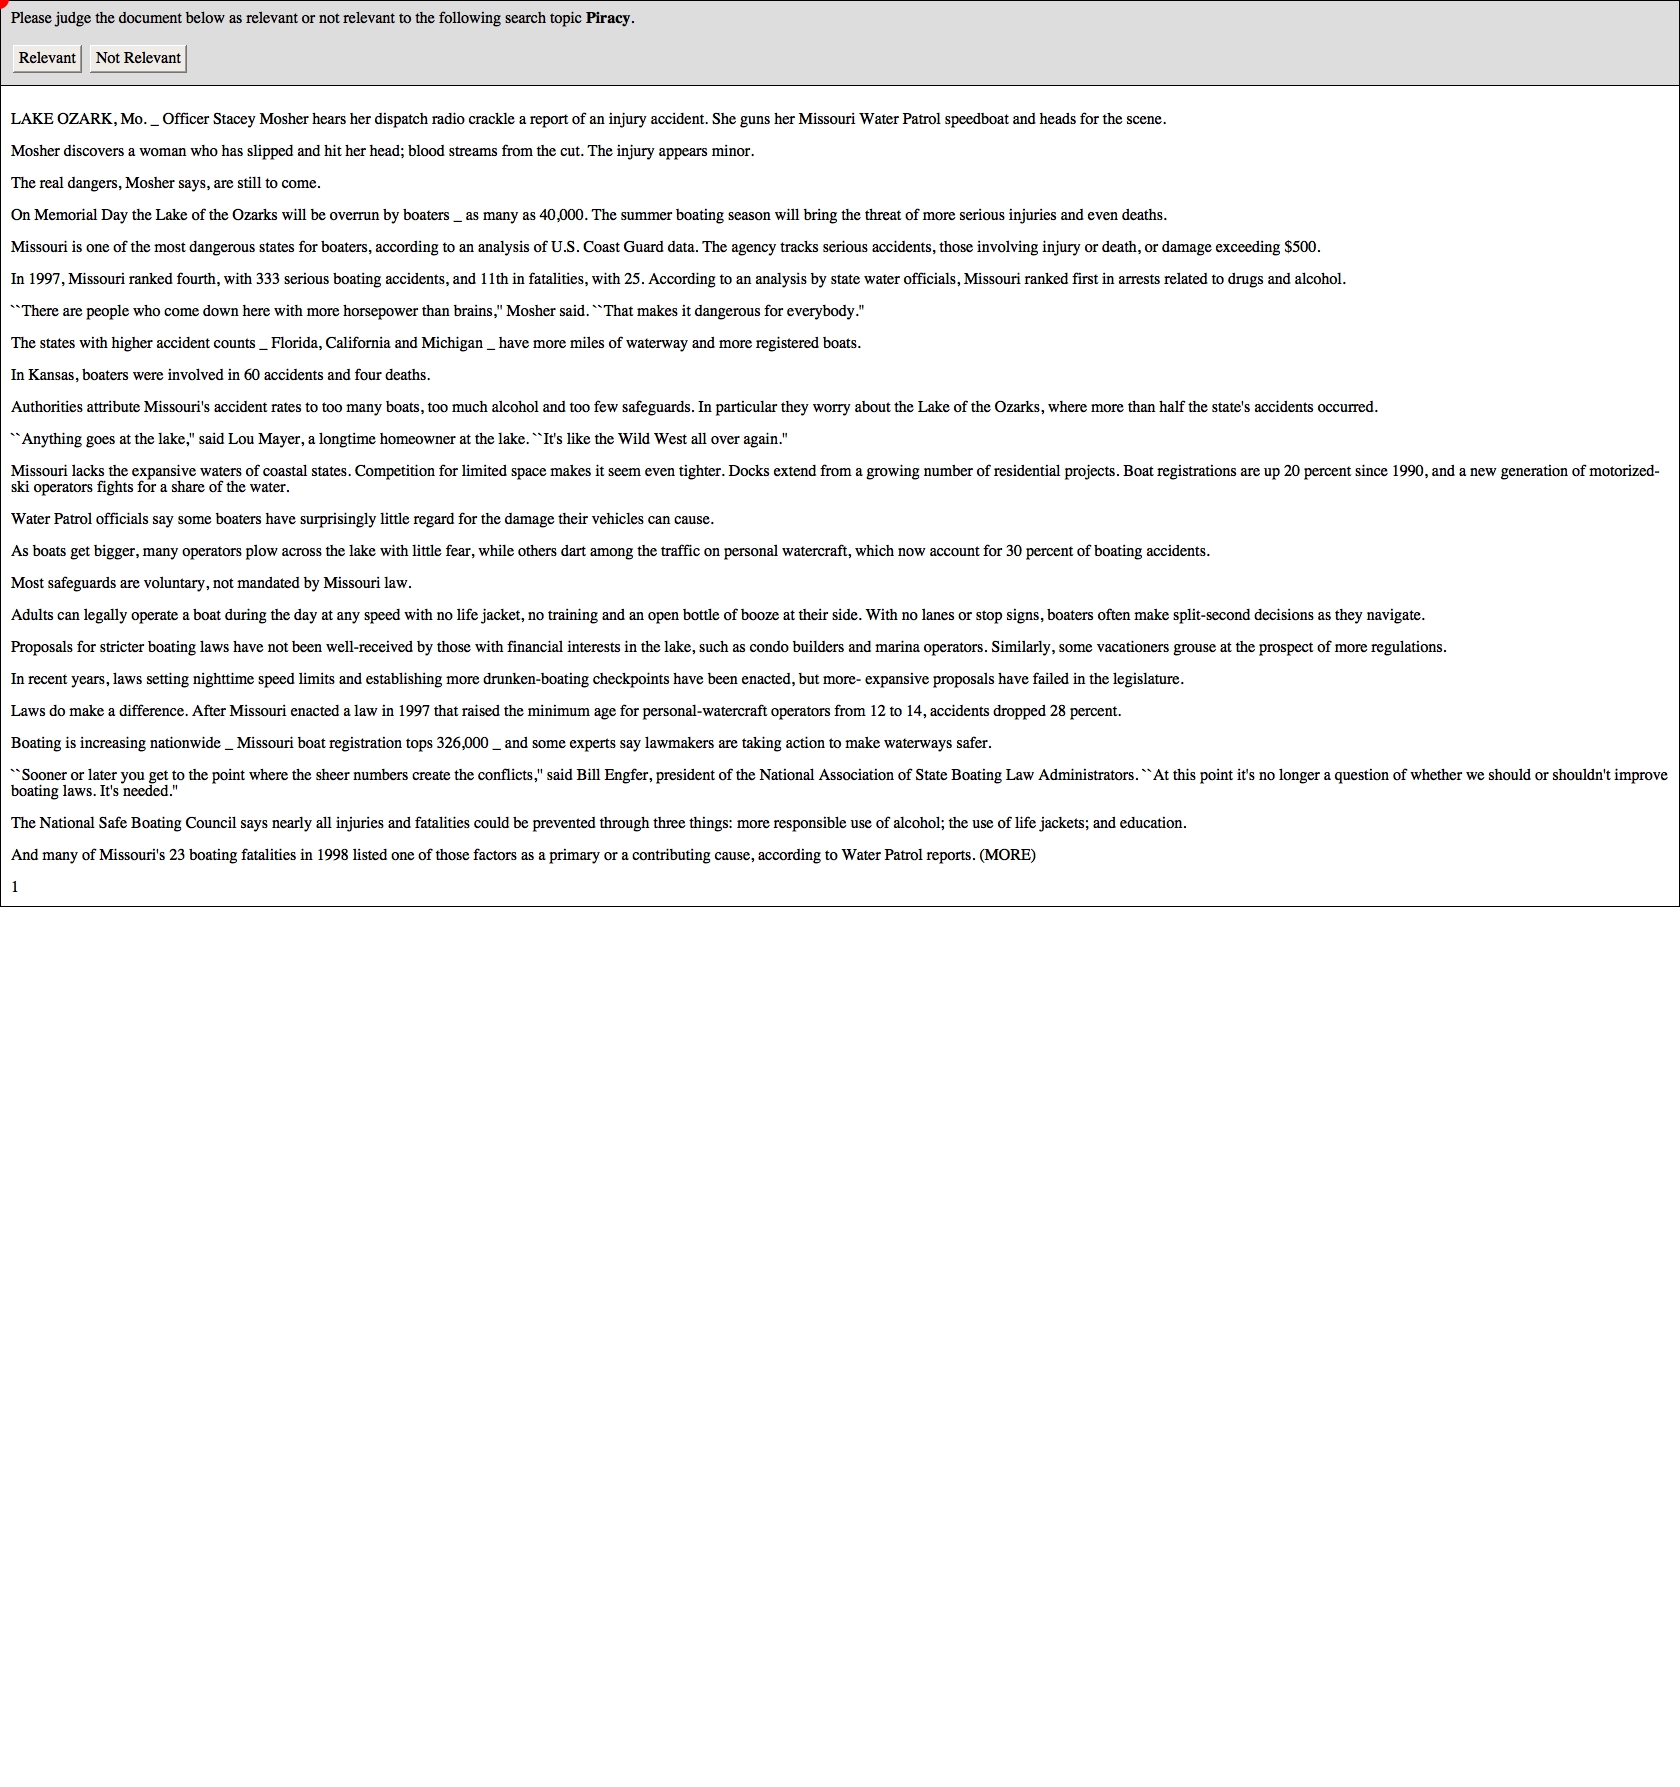 Please judge the document below as relevant or not relevant to the following search topic Piracy.
Relevant Not Relevant
LAKE OZARK, Mo. _ Officer Stacey Mosher hears her dispatch radio crackle a report of an injury accident. She guns her Missouri Water Patrol speedboat and heads for the scene.
Mosher discovers a woman who has slipped and hit her head; blood streams from the cut. The injury appears minor.
The real dangers, Mosher says, are still to come.
On Memorial Day the Lake of the Ozarks will be overrun by boaters _ as many as 40,000. The summer boating season will bring the threat of more serious injuries and even deaths.
Missouri is one of the most dangerous states for boaters, according to an analysis of U.S. Coast Guard data. The agency tracks serious accidents, those involving injury or death, or damage exceeding $500.
In 1997, Missouri ranked fourth, with 333 serious boating accidents, and 11th in fatalities, with 25. According to an analysis by state water officials, Missouri ranked first in arrests related to drugs and alcohol.
``There are people who come down here with more horsepower than brains,'' Mosher said. ``That makes it dangerous for everybody.''
The states with higher accident counts _ Florida, California and Michigan _ have more miles of waterway and more registered boats.
In Kansas, boaters were involved in 60 accidents and four deaths.
Authorities attribute Missouri's accident rates to too many boats, too much alcohol and too few safeguards. In particular they worry about the Lake of the Ozarks, where more than half the state's accidents occurred.
``Anything goes at the lake,'' said Lou Mayer, a longtime homeowner at the lake. ``It's like the Wild West all over again.''
Missouri lacks the expansive waters of coastal states. Competition for limited space makes it seem even tighter. Docks extend from a growing number of residential projects. Boat registrations are up 20 percent since 1990, and a new generation of motorized-
ski operators fights for a share of the water.
Water Patrol officials say some boaters have surprisingly little regard for the damage their vehicles can cause.
As boats get bigger, many operators plow across the lake with little fear, while others dart among the traffic on personal watercraft, which now account for 30 percent of boating accidents.
Most safeguards are voluntary, not mandated by Missouri law.
Adults can legally operate a boat during the day at any speed with no life jacket, no training and an open bottle of booze at their side. With no lanes or stop signs, boaters often make split-second decisions as they navigate.
Proposals for stricter boating laws have not been well-received by those with financial interests in the lake, such as condo builders and marina operators. Similarly, some vacationers grouse at the prospect of more regulations.
In recent years, laws setting nighttime speed limits and establishing more drunken-boating checkpoints have been enacted, but more- expansive proposals have failed in the legislature.
Laws do make a difference. After Missouri enacted a law in 1997 that raised the minimum age for personal-watercraft operators from 12 to 14, accidents dropped 28 percent.
Boating is increasing nationwide _ Missouri boat registration tops 326,000 _ and some experts say lawmakers are taking action to make waterways safer.
``Sooner or later you get to the point where the sheer numbers create the conflicts,'' said Bill Engfer, president of the National Association of State Boating Law Administrators. ``At this point it's no longer a question of whether we should or shouldn't improve
boating laws. It's needed.''
The National Safe Boating Council says nearly all injuries and fatalities could be prevented through three things: more responsible use of alcohol; the use of life jackets; and education.
And many of Missouri's 23 boating fatalities in 1998 listed one of those factors as a primary or a contributing cause, according to Water Patrol reports. (MORE)
1